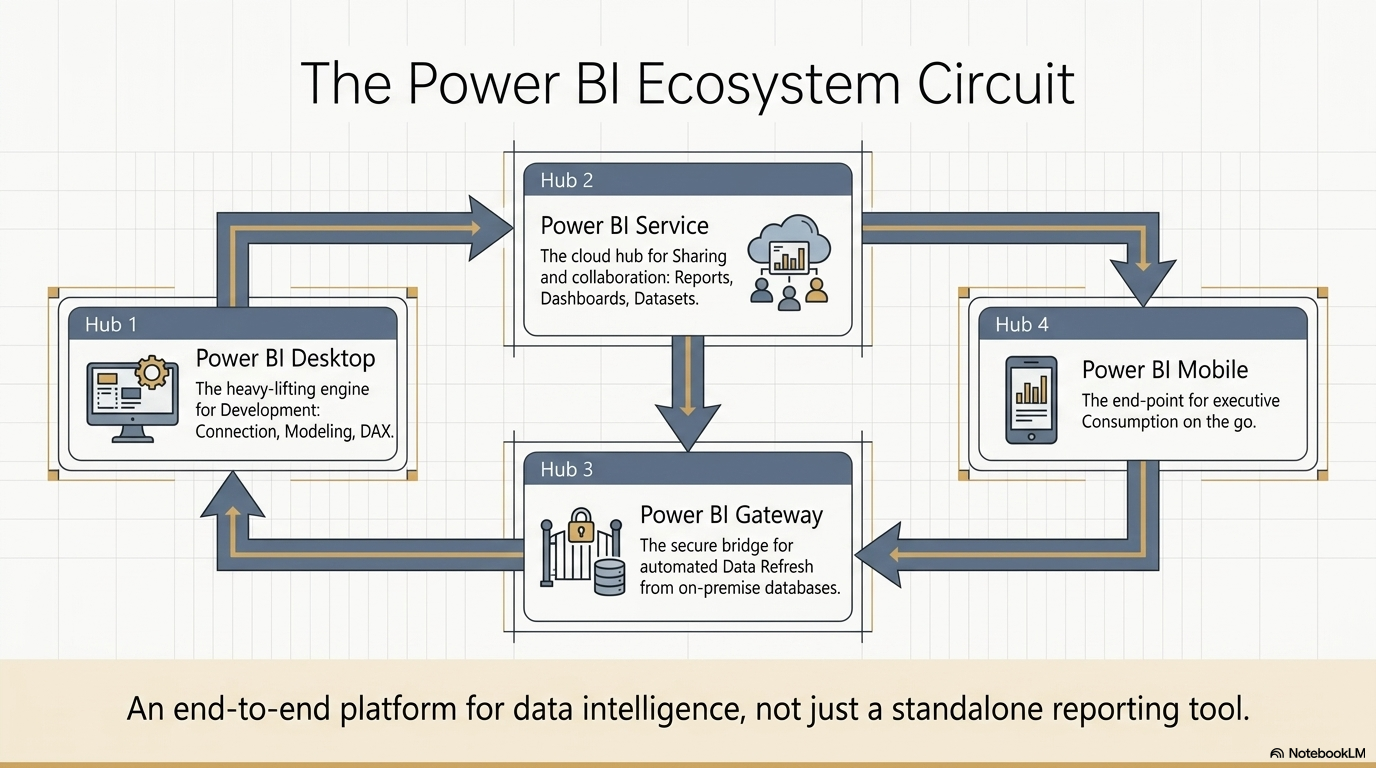 The Power BI Ecosystem Circuit
Hub 1
Power BI Desktop
The heavy-lifting engine
for Development:
Connection, Modeling, DAX.
Hub 2
Power BI Service
The cloud hub for Sharing
and collaboration: Reports,
Dashboards, Datasets.
Hub 3
Power BI Gateway
The secure bridge for
automated Data Refresh
from on-premise databases.
Hub 4
Power BI Mobile
The end-point for executive
Consumption on the go.
An end-to-end platform for data intelligence, not just a standalone reporting tool.
NotebookLM